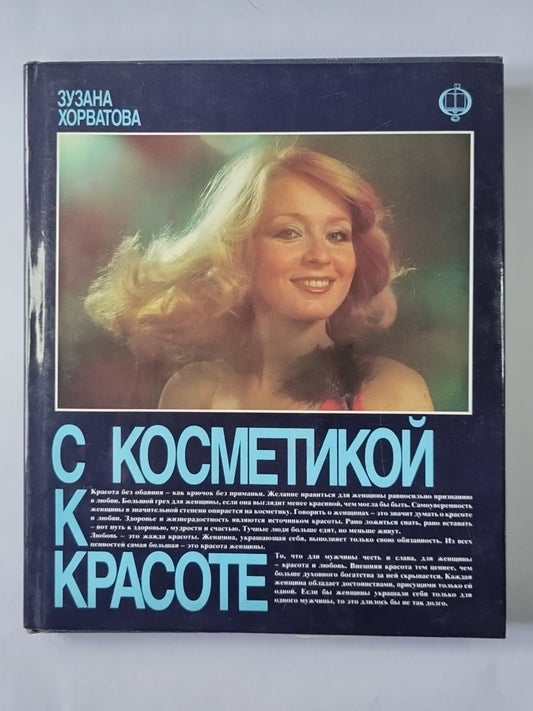 ЗУЗАНА
ХОРВАТОВА
С КОСМЕТИКОЙ
К
КРАСОТЕ
Красота без обаяния – как крючок без приманки. Желание нравиться для женщины равносильно признанию
в любви. Большой грех для женщины, если она выглядит менее красивой, чем могла бы быть. Самоуверенность
женщины в значительной степени опирается на косметику. Говорить о женщинах – это значит думать о красоте
и любви. Здоровье и жизнерадостность являются источником красоты. Рано ложиться спать, рано вставать
– вот путь к здоровью, мудрости и счастью. Тучные люди больше едят, но меньше живут.
Любовь – это жажда красоты. Женщина, украшающая себя, выполняет только свою обязанность. Из всех
ценностей самая большая – это красота женщины.
То, что для мужчины честь и слава, для женщины
– красота и любовь. Внешняя красота тем ценнее, чем
больше духовного богатства за ней скрывается. Каждая
женщина обладает достоинствами, присущими только ей
одной. Если бы женщины украшали себя только для
одного мужчины, то это длилось бы не так долго.